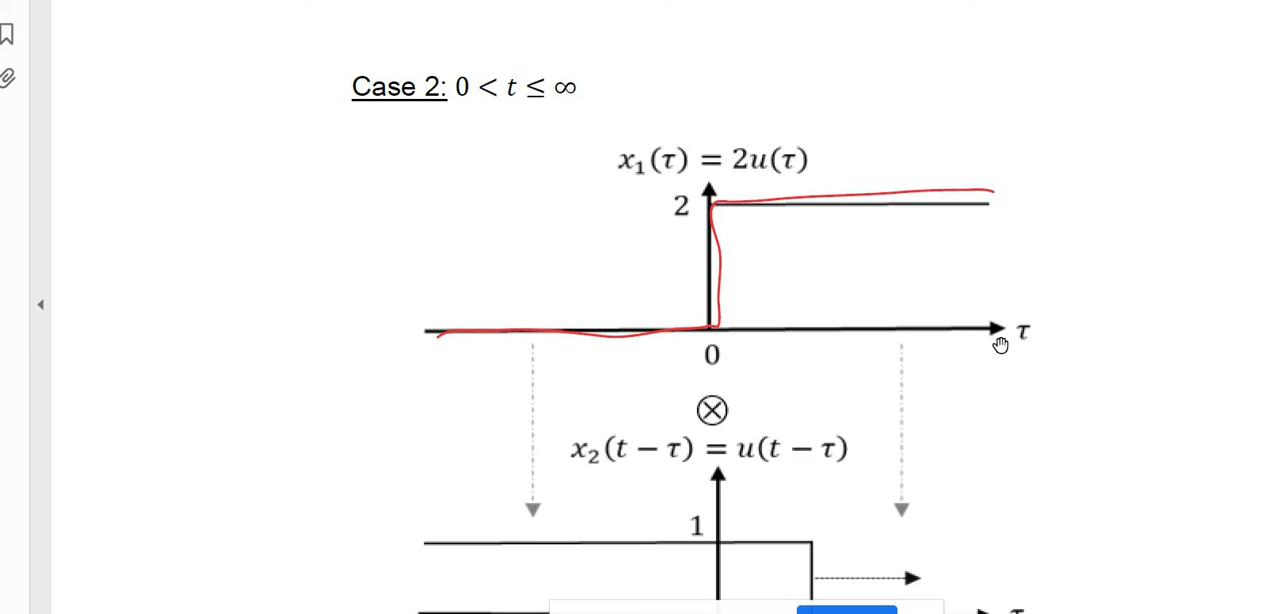 Case 2: 0 < t ≤ ∞
x₁(τ) = 2u(τ)
2
τ
0
⊗
x₂(t − τ) = u(t − τ)
1